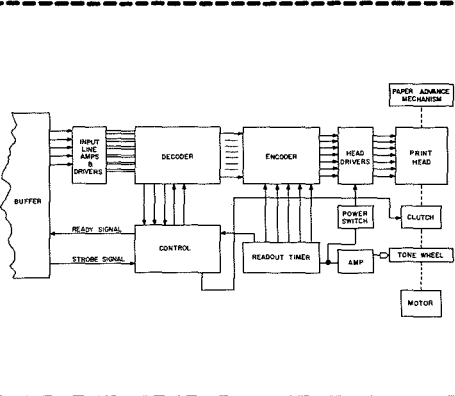 PAPER ADVANCE
MECHANISM
INPUT
LINE
AMPS
&
DRIVERS
DECODER
ENCODER
HEAD
DRIVERS
PRINT
HEAD
BUFFER
POWER
SWITCH
CLUTCH
READY SIGNAL
CONTROL
STROBE SIGNAL
READOUT TIMER
AMP
TONE WHEEL
MOTOR